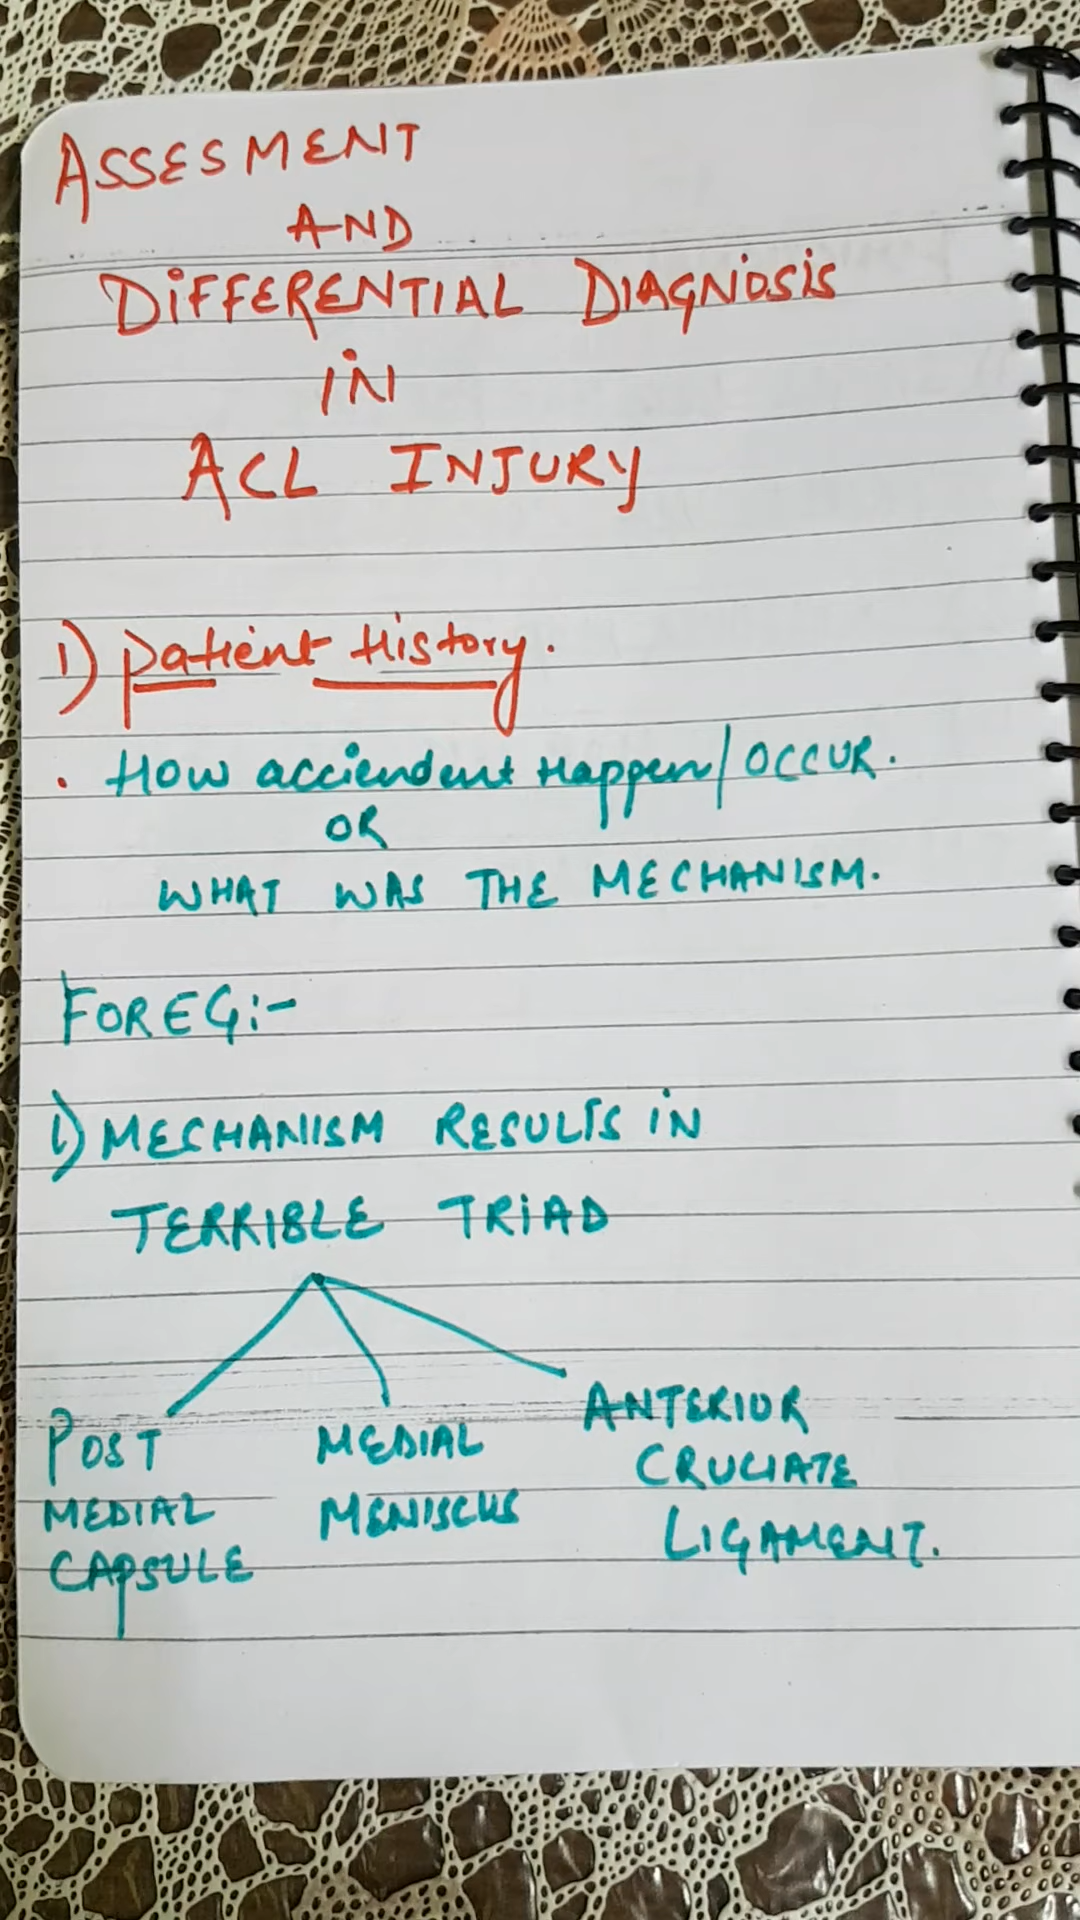 ASSESMENT
AND
DIFFERENTIAL DIAGNOSIS
IN
ACL INJURY
1) Patient History.
. How acciendent Happen/OCCUR.
OR
WHAT WAS THE MECHANISM.
FOREG:-
1) MECHANISM RESULTS IN
TERRIBLE TRIAD
POST MEDIAL ANTERIOR
MEDIAL MENISCUS CRUCIATE
CAPSULE LIGAMENT.